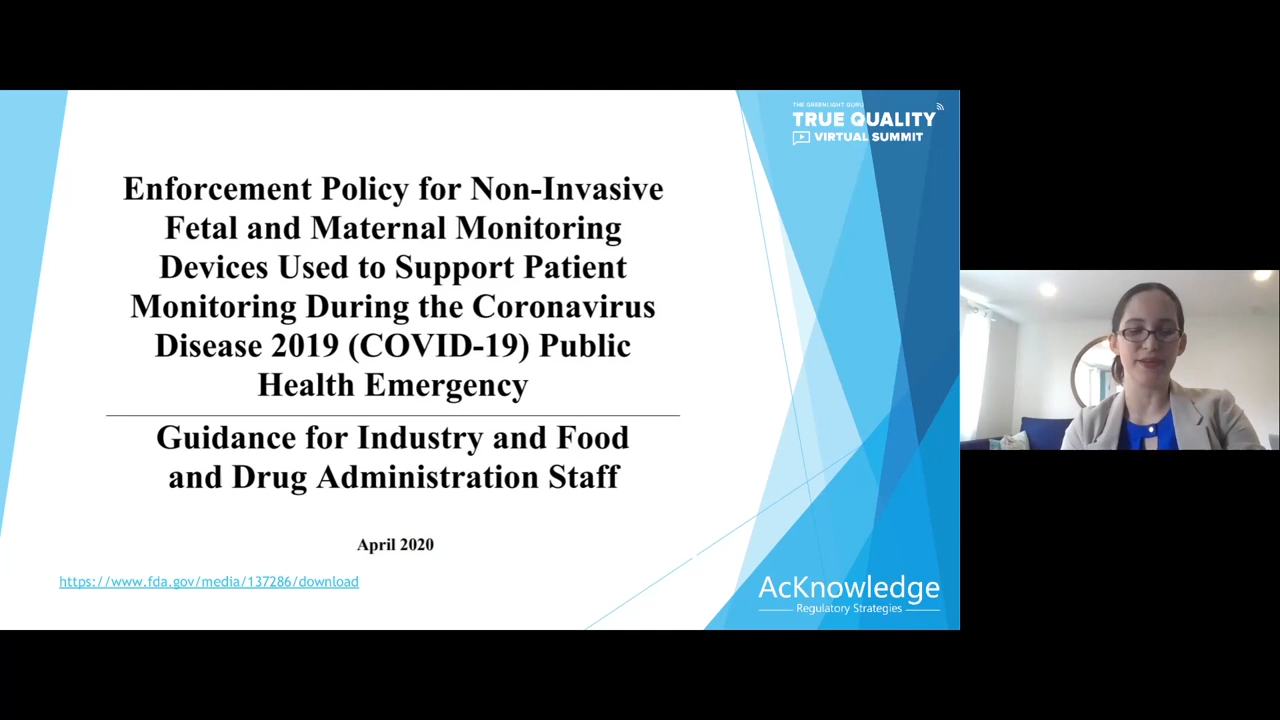 THE GREENLIGHT GURU
TRUE QUALITY
VIRTUAL SUMMIT
Enforcement Policy for Non-Invasive
Fetal and Maternal Monitoring
Devices Used to Support Patient
Monitoring During the Coronavirus
Disease 2019 (COVID-19) Public
Health Emergency
Guidance for Industry and Food
and Drug Administration Staff
April 2020
https://www.fda.gov/media/137286/download
AcKnowledge
Regulatory Strategies